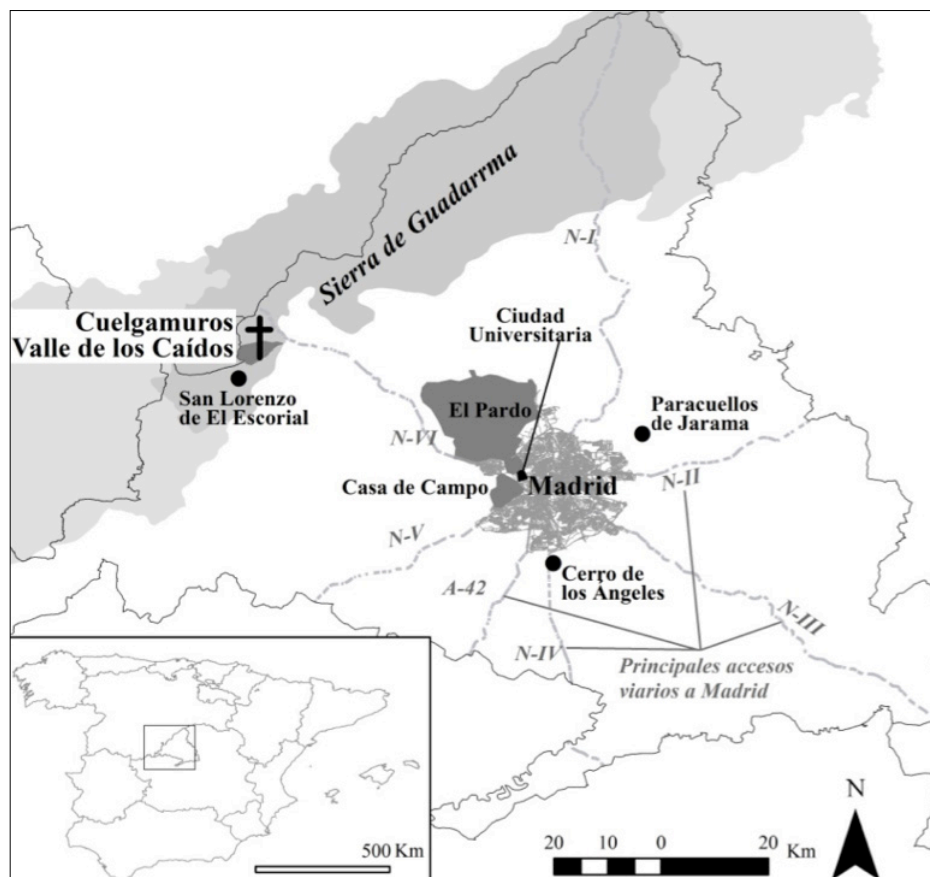 Sierra de Guadarrma
N-I
Cuelgamuros
Valle de los Caídos
Ciudad
Universitaria
San Lorenzo
de El Escorial
El Pardo
Paracuellos
de Jarama
N-VI
Casa de Campo
Madrid
N-II
N-V
A-42
Cerro de
los Ángeles
N-III
N-IV
Principales accesos
viarios a Madrid
500 Km
N
20 10 0 20
Km